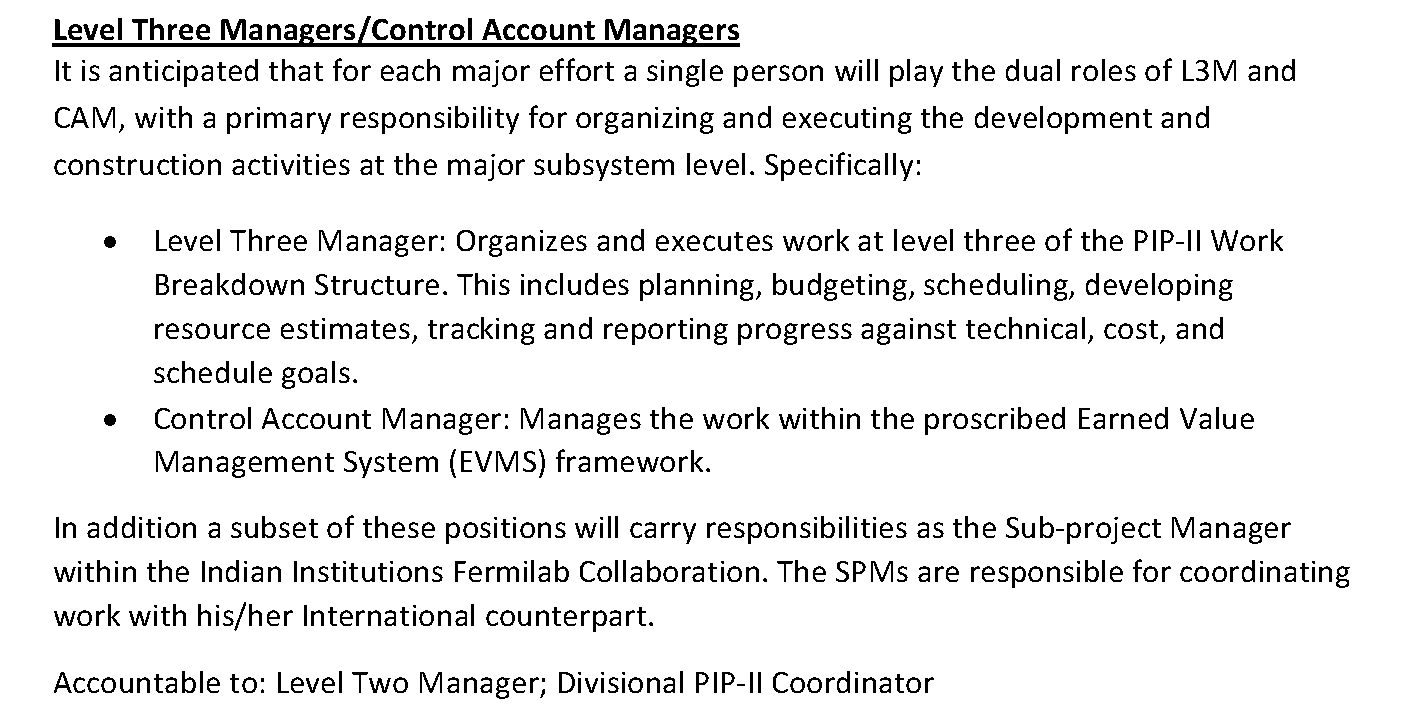 Level Three Managers/Control Account Managers
It is anticipated that for each major effort a single person will play the dual roles of L3M and
CAM, with a primary responsibility for organizing and executing the development and
construction activities at the major subsystem level. Specifically:
• Level Three Manager: Organizes and executes work at level three of the PIP-II Work
Breakdown Structure. This includes planning, budgeting, scheduling, developing
resource estimates, tracking and reporting progress against technical, cost, and
schedule goals.
• Control Account Manager: Manages the work within the proscribed Earned Value
Management System (EVMS) framework.
In addition a subset of these positions will carry responsibilities as the Sub-project Manager
within the Indian Institutions Fermilab Collaboration. The SPMs are responsible for coordinating
work with his/her International counterpart.
Accountable to: Level Two Manager; Divisional PIP-II Coordinator